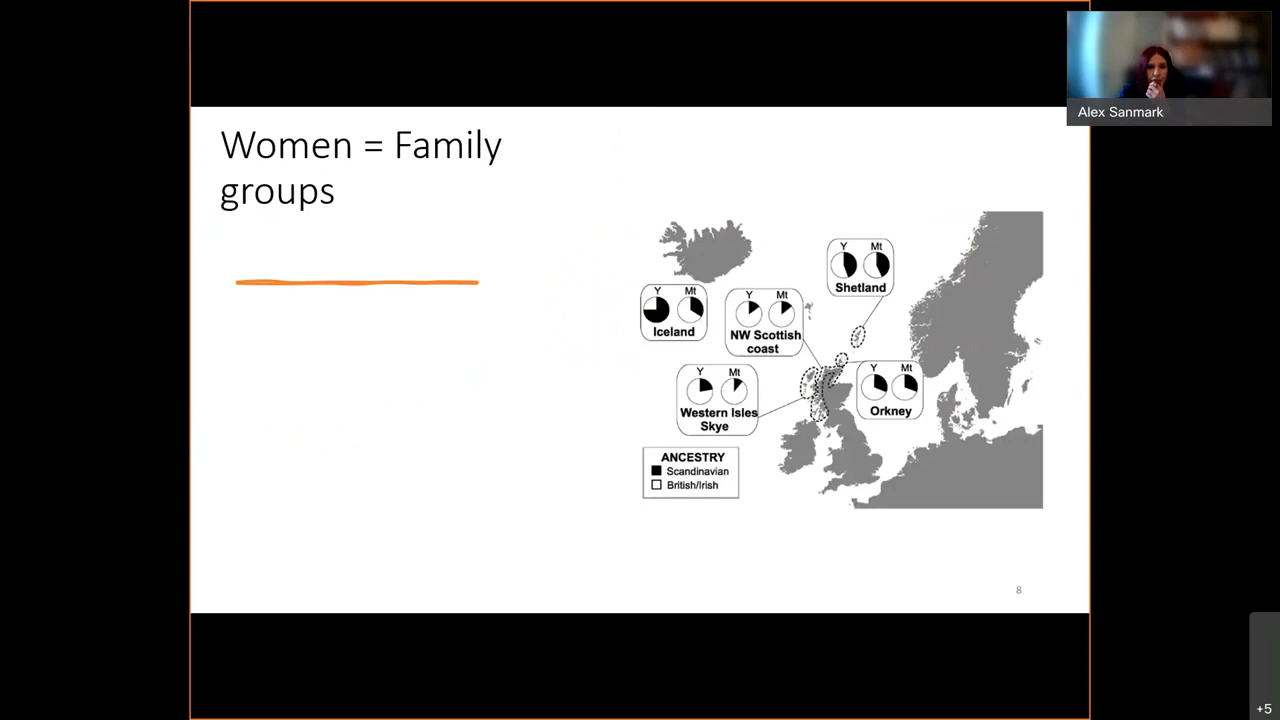 Alex Sanmark
Women = Family
groups
Y Mt
Shetland
Y Mt
Iceland
Y Mt
NW Scottish
coast
Y Mt
Western Isles
Skye
Y Mt
Orkney
ANCESTRY
Scandinavian
British/Irish
8
+5